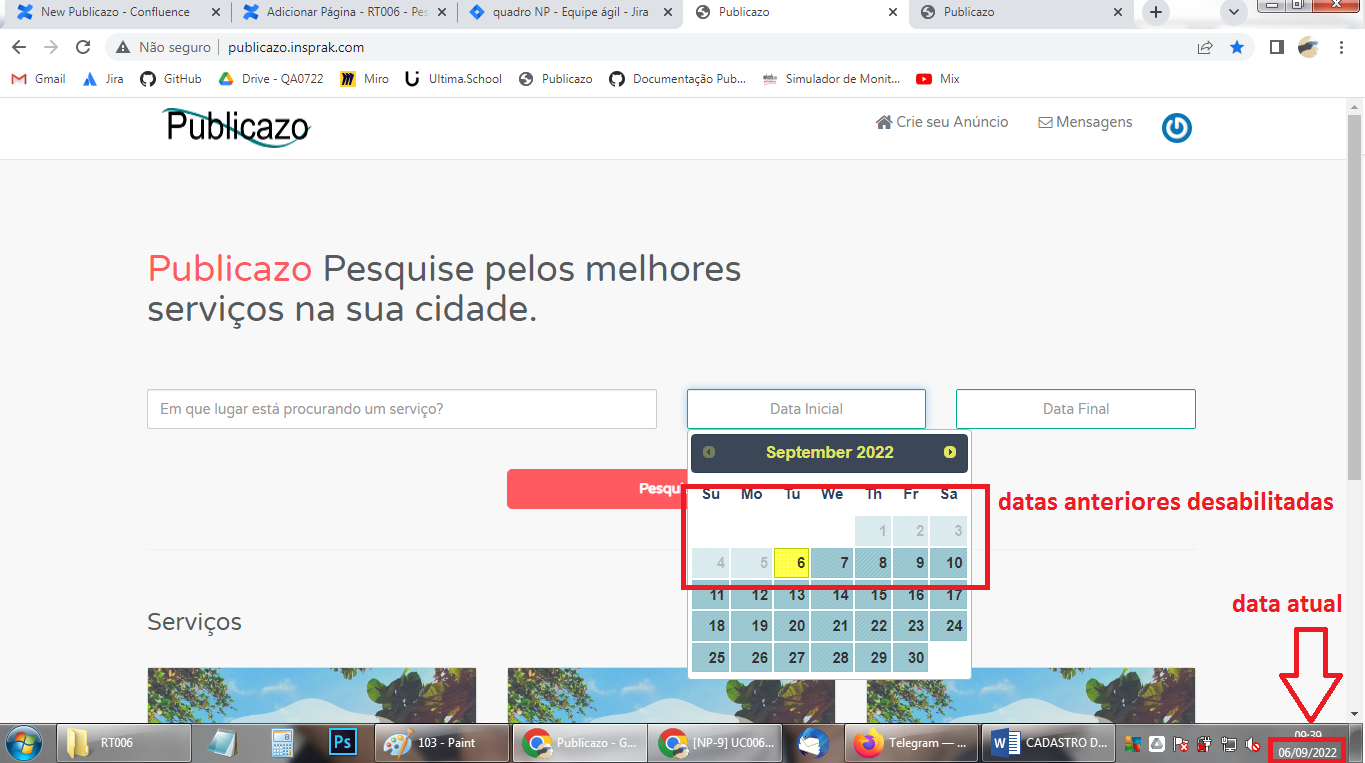 New Publicazo - Confluence
Adicionar Página - RT006 - Pes
quadro NP - Equipe ágil - Jira
Publicazo
Publicazo
Não seguro
publicazo.insprak.com
Gmail
Jira
GitHub
Drive - QA0722
Miro
Ultima.School
Publicazo
Documentação Pub...
Simulador de Monit...
Mix
Publicazo
Crie seu Anúncio
Mensagens
Publicazo Pesquise pelos melhores
serviços na sua cidade.
Em que lugar está procurando um serviço?
Data Inicial
Data Final
September 2022
Pesqui
Su Mo Tu We Th Fr Sa
datas anteriores desabilitadas
1 2 3
4 5 6 7 8 9 10
11 12 13 14 15 16 17
18 19 20 21 22 23 24
25 26 27 28 29 30
data atual
Serviços
RT006
Ps
103 - Paint
Publicazo - G...
[NP-9] UC006...
Telegram — ...
W
CADASTRO D...
09:39
06/09/2022